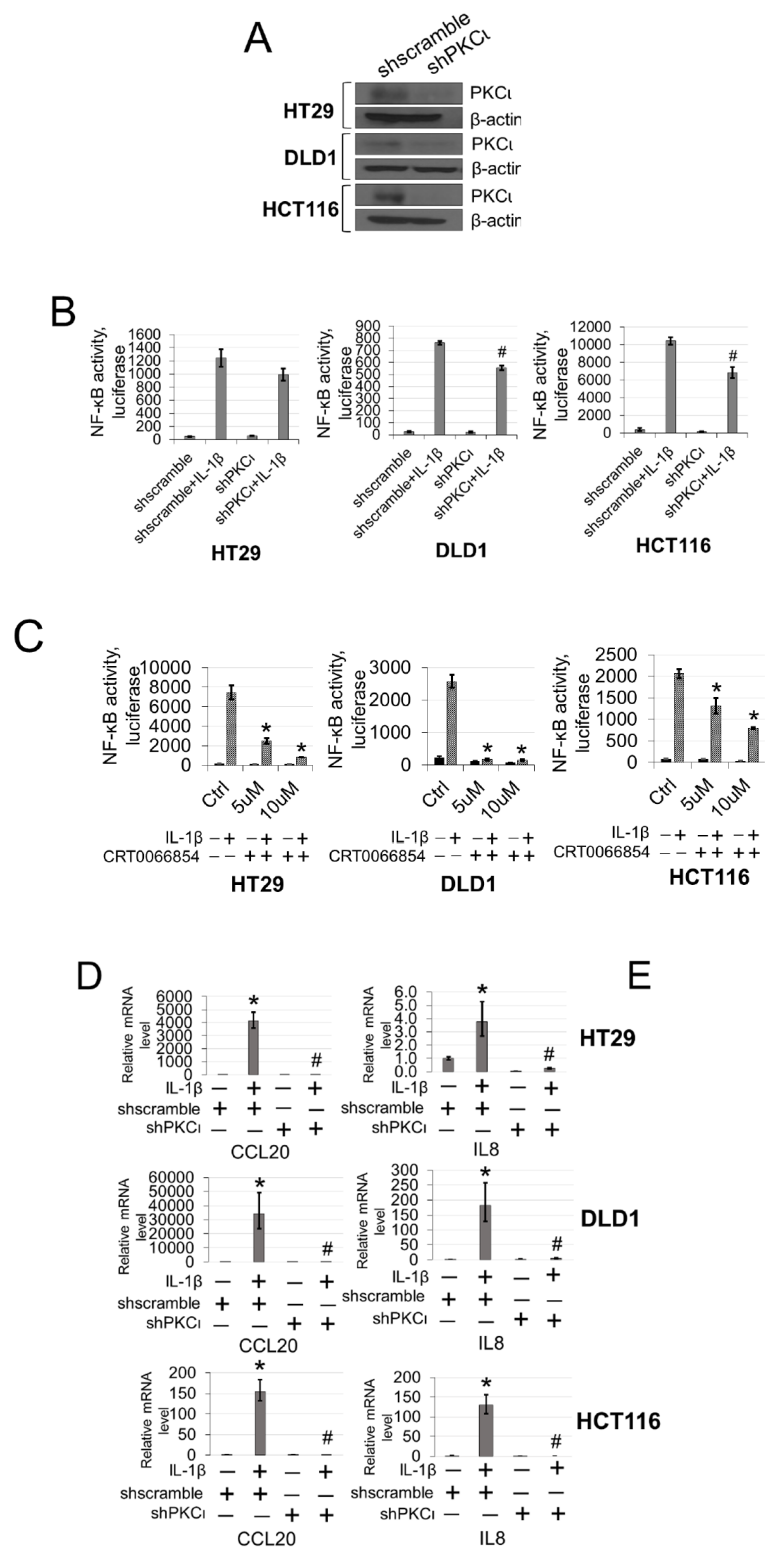 A
shscramble
shPKCι
HT29
PKCι
β-actin
DLD1
PKCι
β-actin
HCT116
PKCι
β-actin
B
NF-κB activity, luciferase
1600
1400
1200
1000
800
600
400
200
0
shscramble
shscramble+IL-1β
shPKCι
shPKCι+IL-1β
HT29
NF-κB activity, luciferase
900
800
700
600
500
400
300
200
100
0
#
shscramble
shscramble+IL-1β
shPKCι
shPKCι+IL-1β
DLD1
NF-κB activity, luciferase
12000
10000
8000
6000
4000
2000
0
#
shscramble
shscramble+IL-1β
shPKCι
shPKCι+IL-1β
HCT116
C
NF-κB activity, luciferase
10000
8000
6000
4000
2000
0
* *
Ctrl 5uM 10uM
IL-1β − + − + − +
CRT0066854 − − + + + +
HT29
NF-κB activity, luciferase
3000
2000
1000
0
* *
Ctrl 5uM 10uM
IL-1β − + − + − +
CRT0066854 − − + + + +
DLD1
NF-κB activity, luciferase
2500
2000
1500
1000
500
0
* *
Ctrl 5uM 10uM
IL-1β − + − + − +
CRT0066854 − − + + + +
HCT116
D
E
Relative mRNA level
6000
5000
4000
3000
2000
1000
0
* #
IL-1β − + − +
shscramble + + − −
shPKCι − − + +
CCL20
Relative mRNA level
6.0
5.0
4.0
3.0
2.0
1.0
0.0
* #
IL-1β − + − +
shscramble + + − −
shPKCι − − + +
IL8
HT29
Relative mRNA level
60000
50000
40000
30000
20000
10000
0
* #
IL-1β − + − +
shscramble + + − −
shPKCι − − + +
CCL20
Relative mRNA level
300
250
200
150
100
50
0
* #
IL-1β − + − +
shscramble + + − −
shPKCι − − + +
IL8
DLD1
Relative mRNA level
200
150
100
50
0
* #
IL-1β − + − +
shscramble + + − −
shPKCι − − + +
CCL20
Relative mRNA level
200
150
100
50
0
* #
IL-1β − + − +
shscramble + + − −
shPKCι − − + +
IL8
HCT116